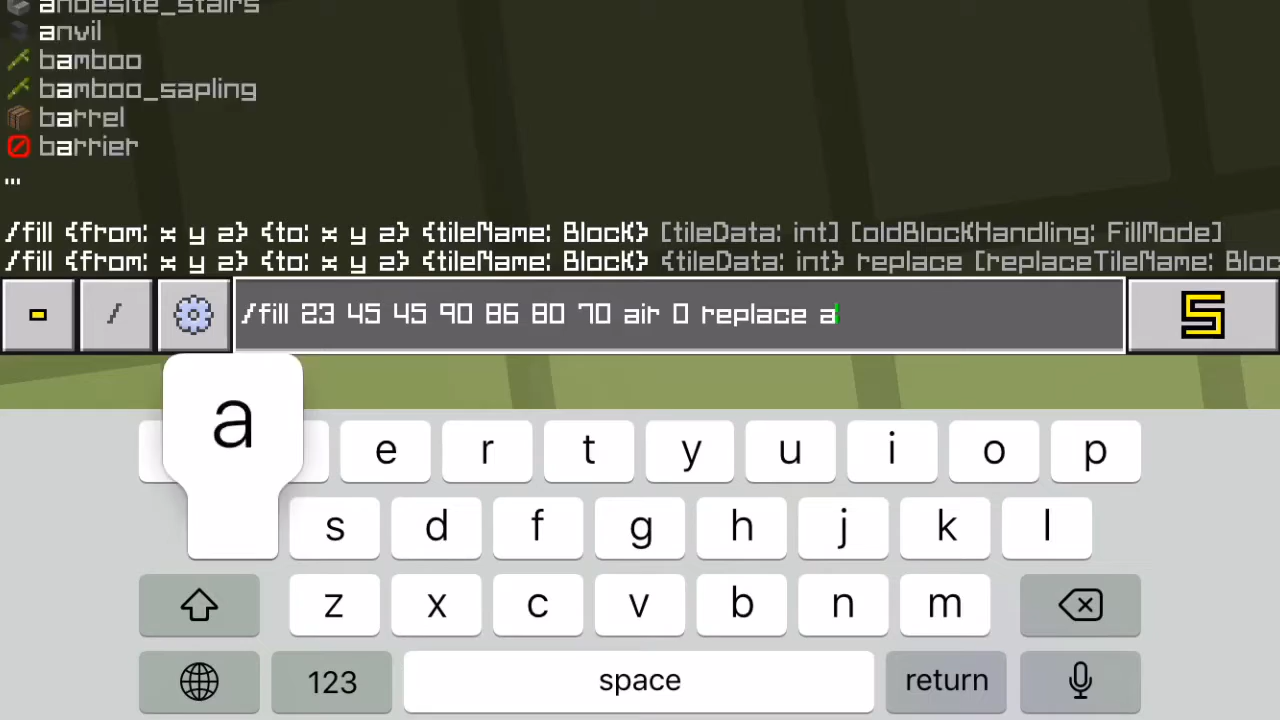 andesite_stairs
anvil
bamboo
bamboo_sapling
barrel
barrier
...
/fill {from: x y z} {to: x y z} {tileName: Block} [tileData: int] [oldBlockHandling: FillMode]
/fill {from: x y z} {to: x y z} {tileName: Block} {tileData: int} replace [replaceTileName: Bloc
/ /fill 23 45 45 90 86 80 70 air 0 replace a
a
e r t y u i o p
s d f g h j k l
z x c v b n m
123 space return